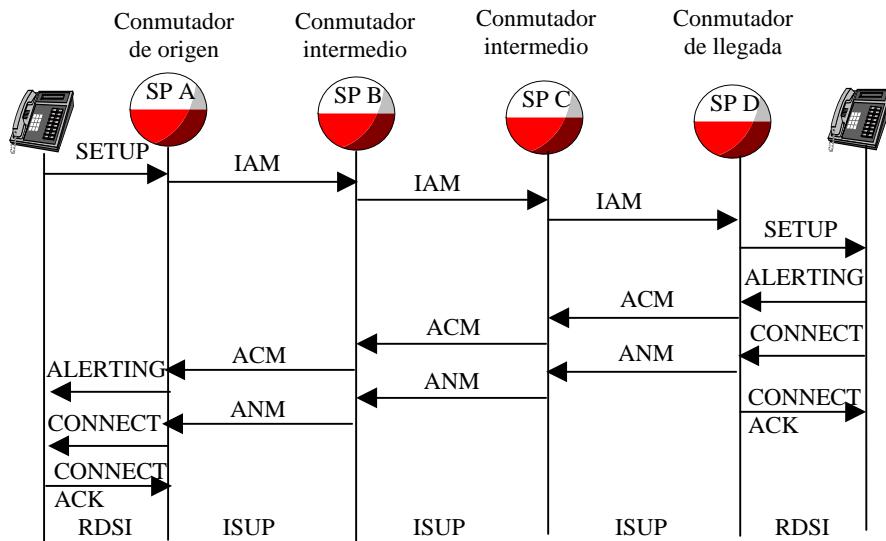 Conmutador
de origen
Conmutador
intermedio
Conmutador
intermedio
Conmutador
de llegada
SP A
SP B
SP C
SP D
SETUP
IAM
IAM
IAM
SETUP
ALERTING
ACM
ACM
CONNECT
ACM
ANM
ALERTING
ANM
CONNECT
ACK
ANM
CONNECT
CONNECT
ACK
RDSI
ISUP
ISUP
ISUP
RDSI